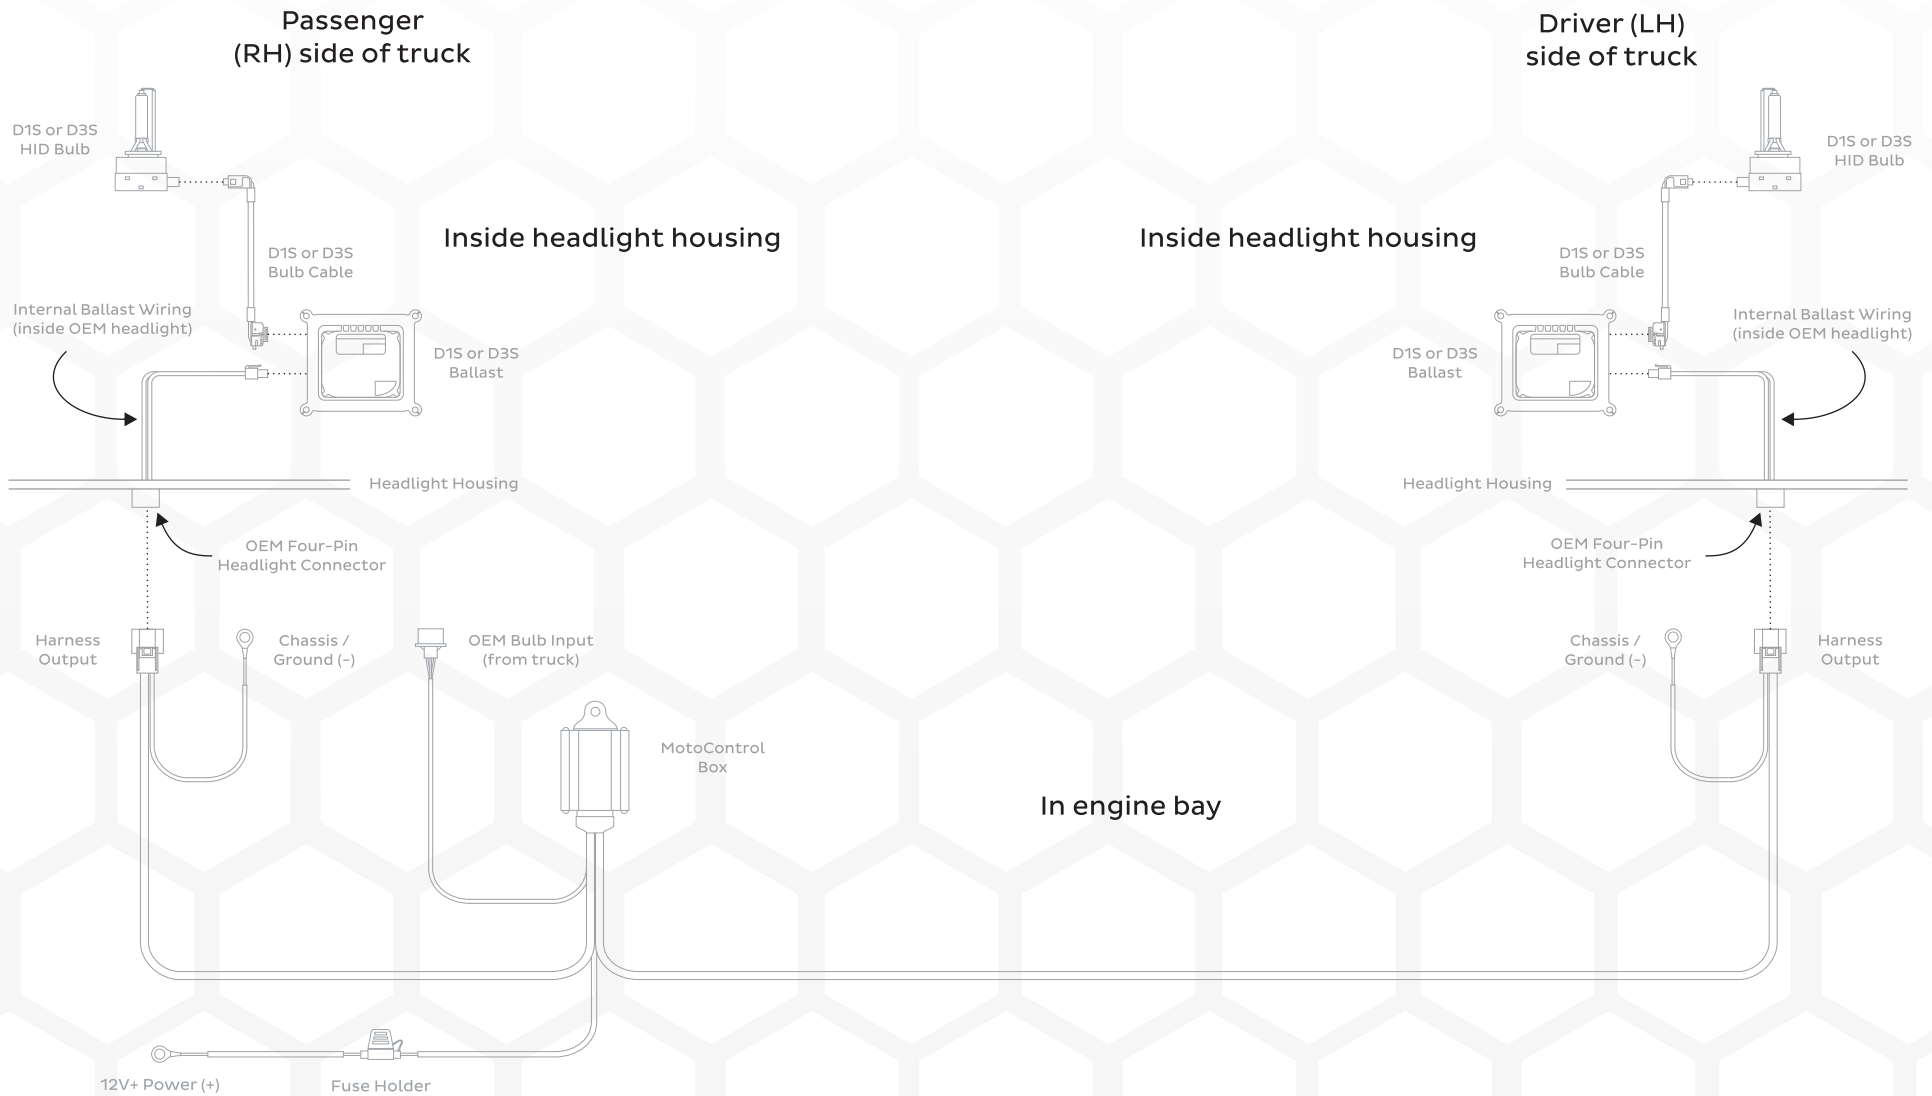 Passenger
(RH) side of truck
Driver (LH)
side of truck
D1S or D3S
HID Bulb
D1S or D3S
HID Bulb
Inside headlight housing
Inside headlight housing
D1S or D3S
Bulb Cable
D1S or D3S
Bulb Cable
Internal Ballast Wiring
(inside OEM headlight)
Internal Ballast Wiring
(inside OEM headlight)
D1S or D3S
Ballast
D1S or D3S
Ballast
Headlight Housing
Headlight Housing
OEM Four-Pin
Headlight Connector
OEM Four-Pin
Headlight Connector
Harness
Output
Chassis /
Ground (-)
OEM Bulb Input
(from truck)
Chassis /
Ground (-)
Harness
Output
MotoControl
Box
In engine bay
12V+ Power (+)
Fuse Holder